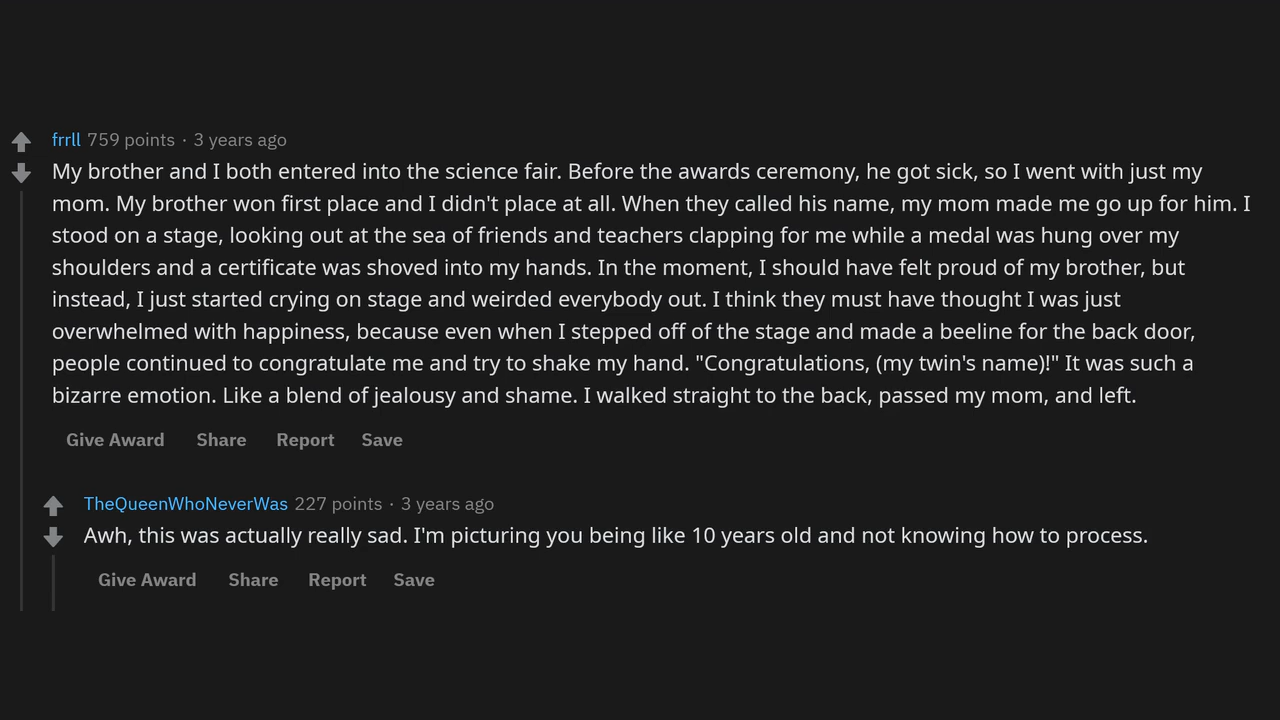 frrll 759 points · 3 years ago
My brother and I both entered into the science fair. Before the awards ceremony, he got sick, so I went with just my
mom. My brother won first place and I didn't place at all. When they called his name, my mom made me go up for him. I
stood on a stage, looking out at the sea of friends and teachers clapping for me while a medal was hung over my
shoulders and a certificate was shoved into my hands. In the moment, I should have felt proud of my brother, but
instead, I just started crying on stage and weirded everybody out. I think they must have thought I was just
overwhelmed with happiness, because even when I stepped off of the stage and made a beeline for the back door,
people continued to congratulate me and try to shake my hand. "Congratulations, (my twin's name)!" It was such a
bizarre emotion. Like a blend of jealousy and shame. I walked straight to the back, passed my mom, and left.
Give Award Share Report Save
TheQueenWhoNeverWas 227 points · 3 years ago
Awh, this was actually really sad. I'm picturing you being like 10 years old and not knowing how to process.
Give Award Share Report Save